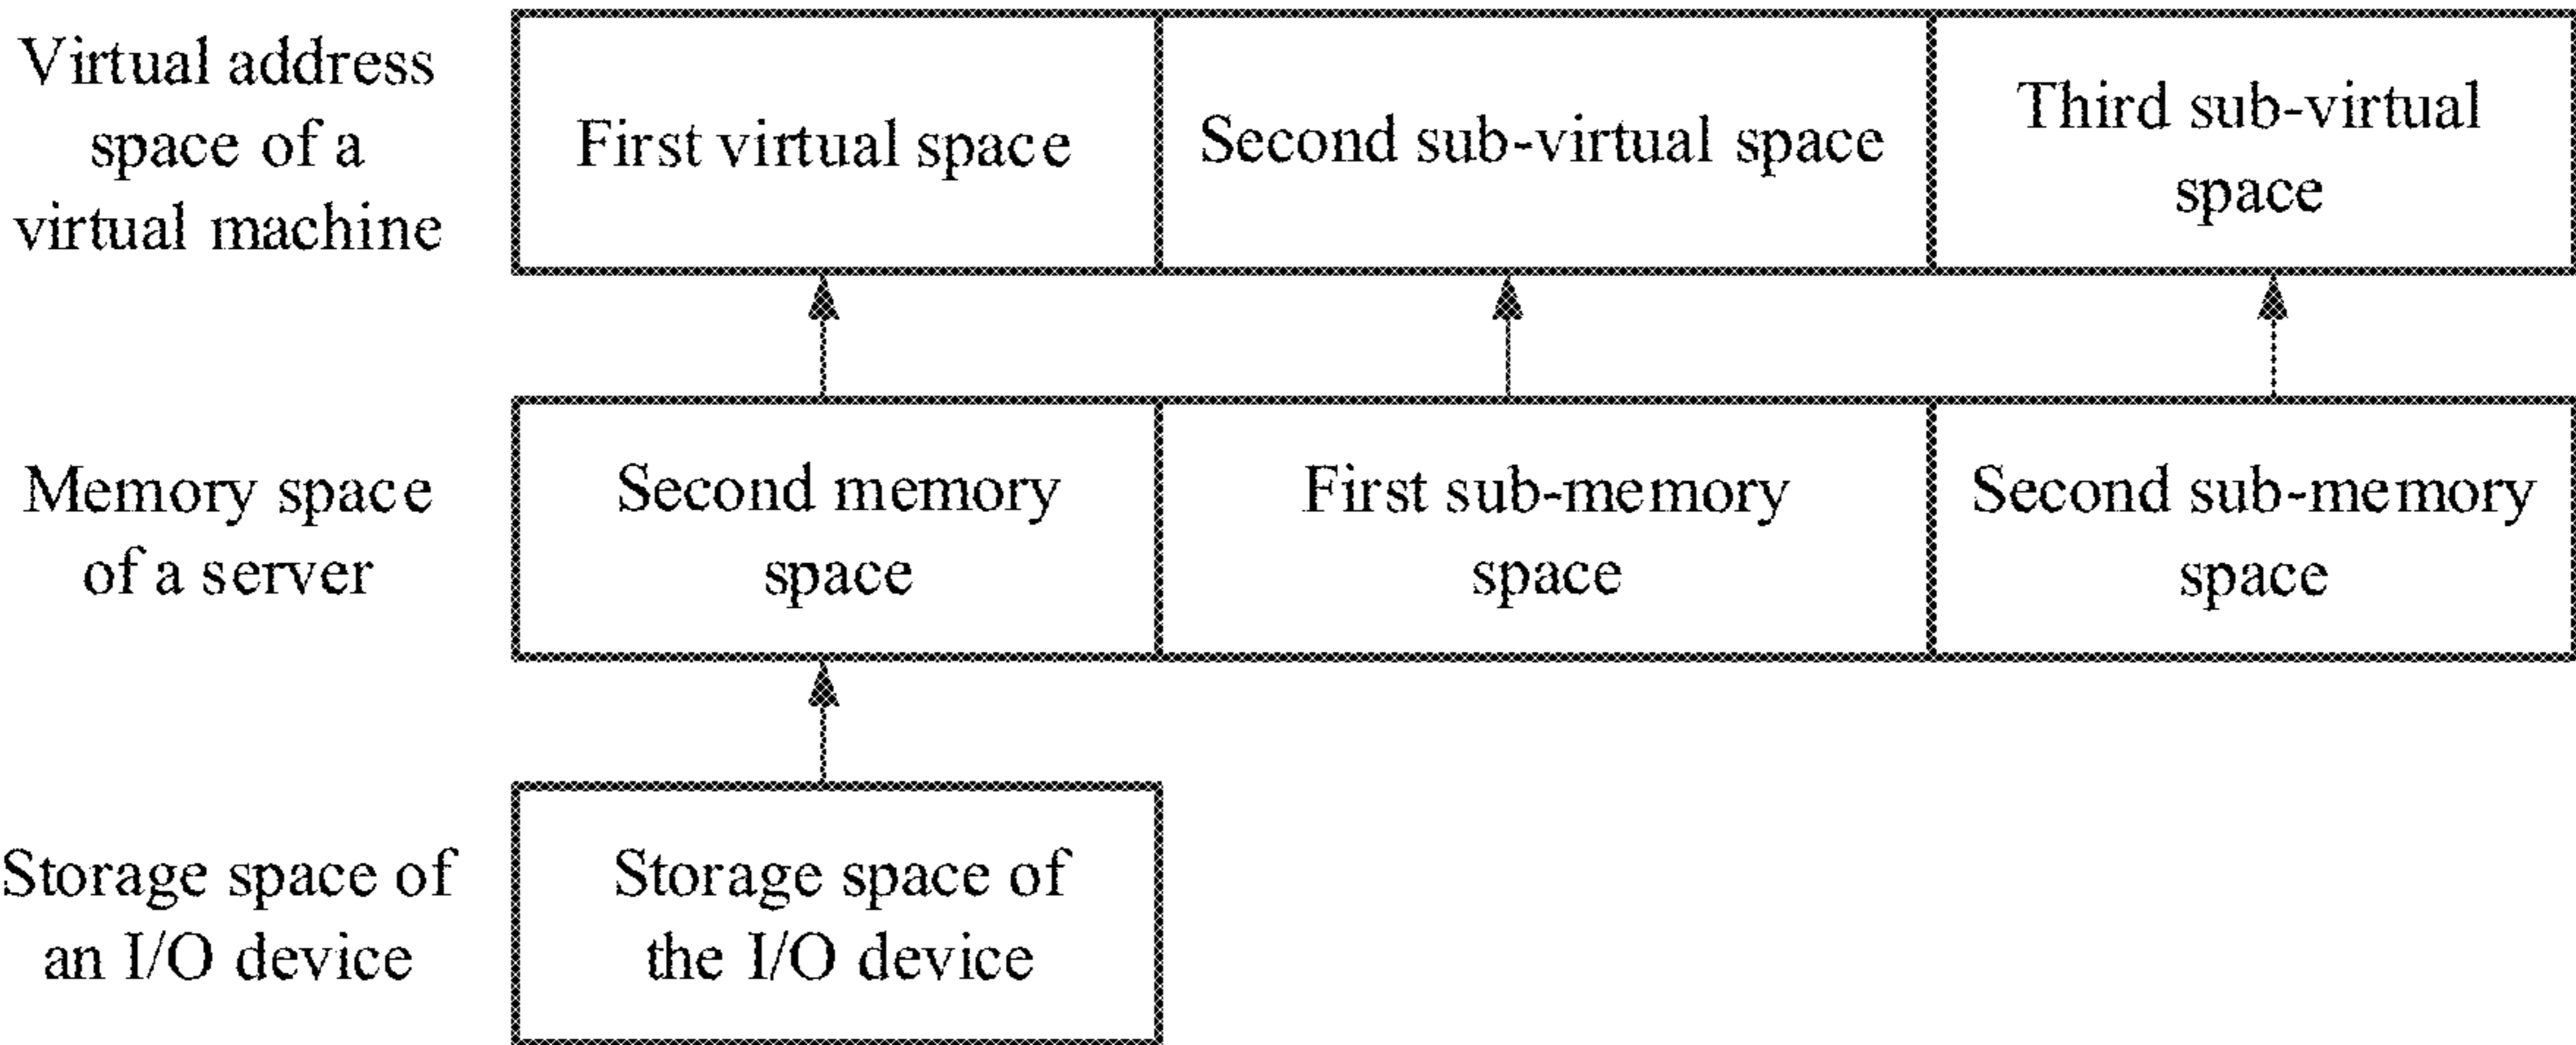 Virtual address
space of a
virtual machine
First virtual space
Second sub-virtual space
Third sub-virtual
space
Memory space
of a server
Second memory
space
First sub-memory
space
Second sub-memory
space
Storage space of
an I/O device
Storage space of
the I/O device